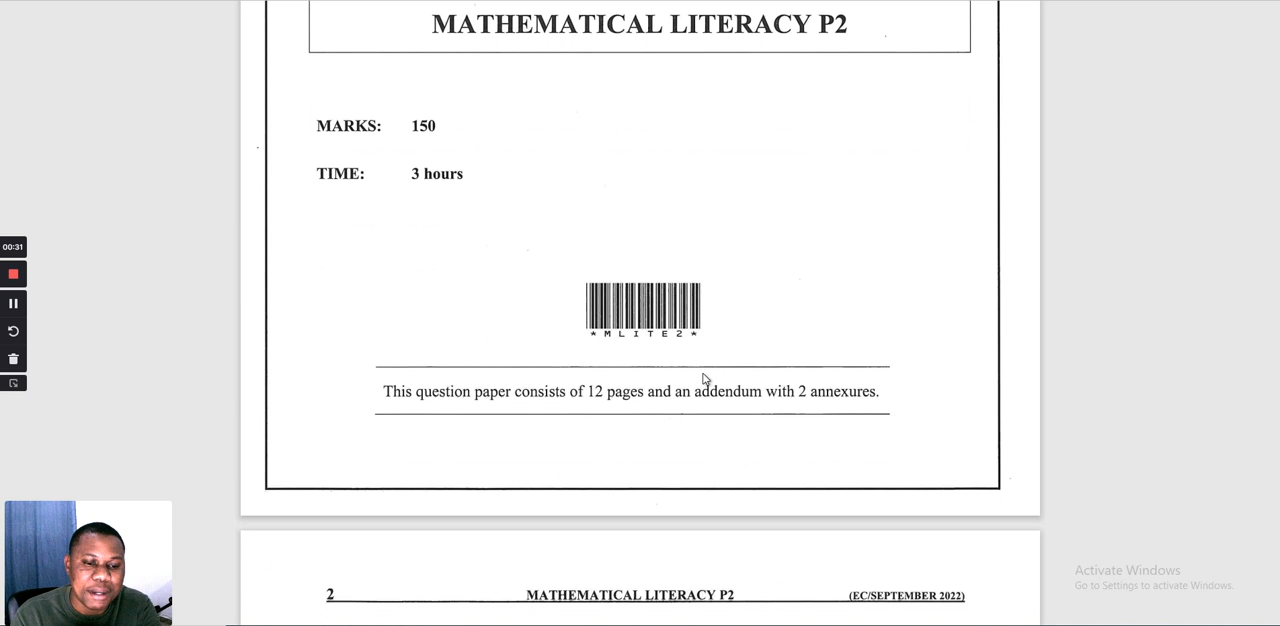 MATHEMATICAL LITERACY P2
MARKS: 150
TIME: 3 hours
00:31
*MLITE2*
This question paper consists of 12 pages and an addendum with 2 annexures.
2 MATHEMATICAL LITERACY P2 (EC/SEPTEMBER 2022)
Activate Windows
Go to Settings to activate Windows.